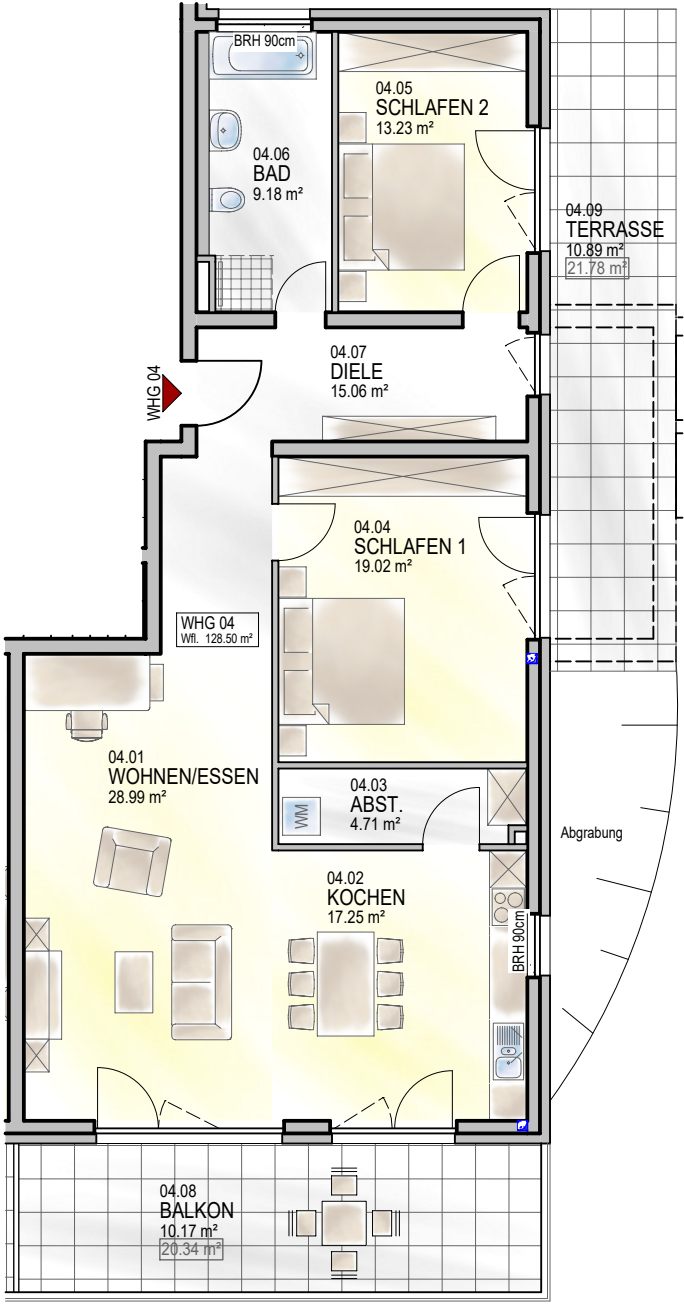 BRH 90cm
04.05
SCHLAFEN 2
13.23 m²
04.06
BAD
9.18 m²
04.09
TERRASSE
10.89 m²
21.78 m²
04.07
DIELE
15.06 m²
WHG 04
04.04
SCHLAFEN 1
19.02 m²
WHG 04
Wfl. 128.50 m²
04.01
WOHNEN/ESSEN
28.99 m²
04.03
ABST.
4.71 m²
WM
Abgrabung
04.02
KOCHEN
17.25 m²
BRH 90cm
04.08
BALKON
10.17 m²
20.34 m²